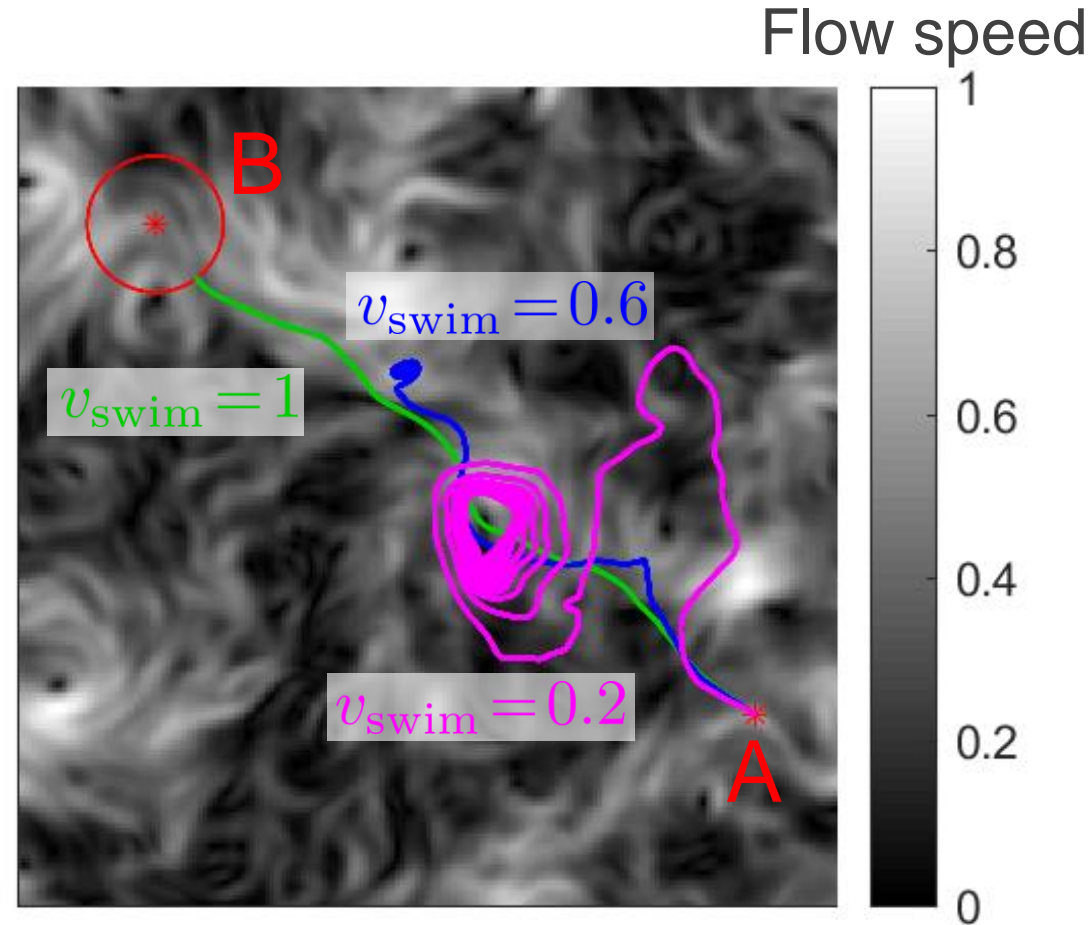 Flow speed
1
B
0.8
v_swim = 0.6
v_swim = 1
0.6
0.4
v_swim = 0.2
0.2
A
0